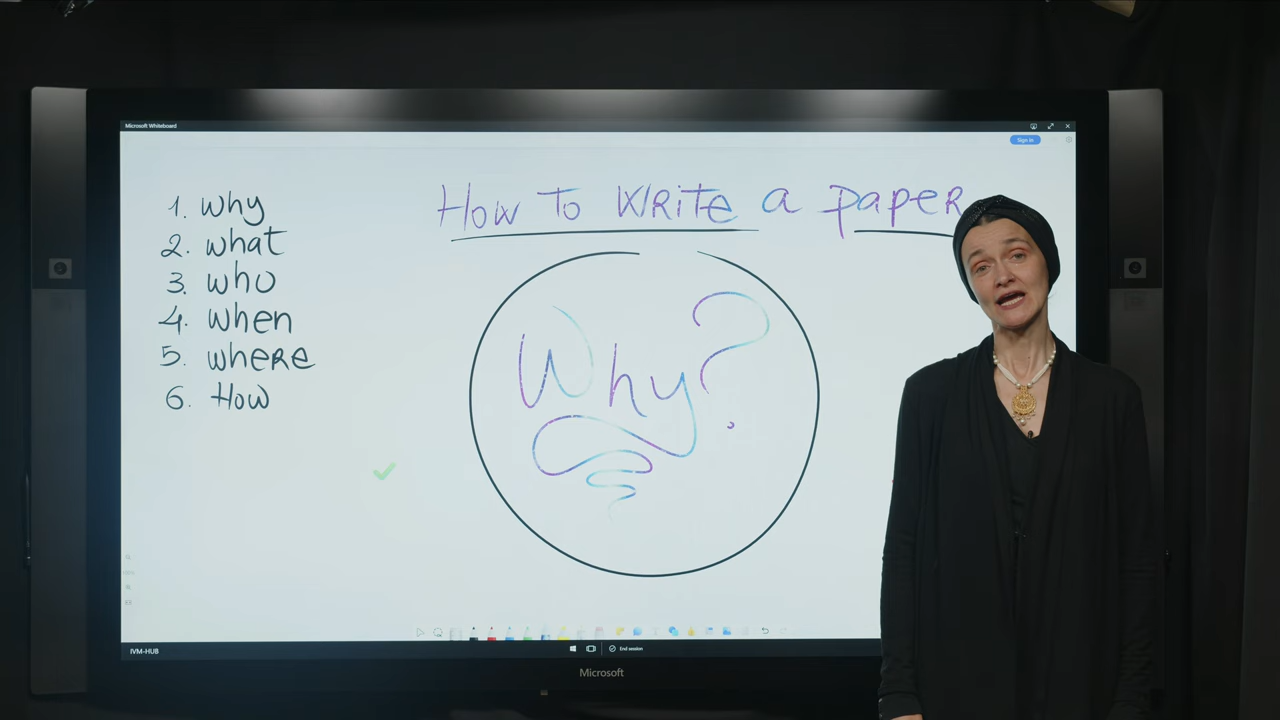 Microsoft Whiteboard
Sign in
How To Write a paper
1. why
2. what
3. who
4. when
5. where
6. How
Why?
IVM-HUB
End session
Microsoft